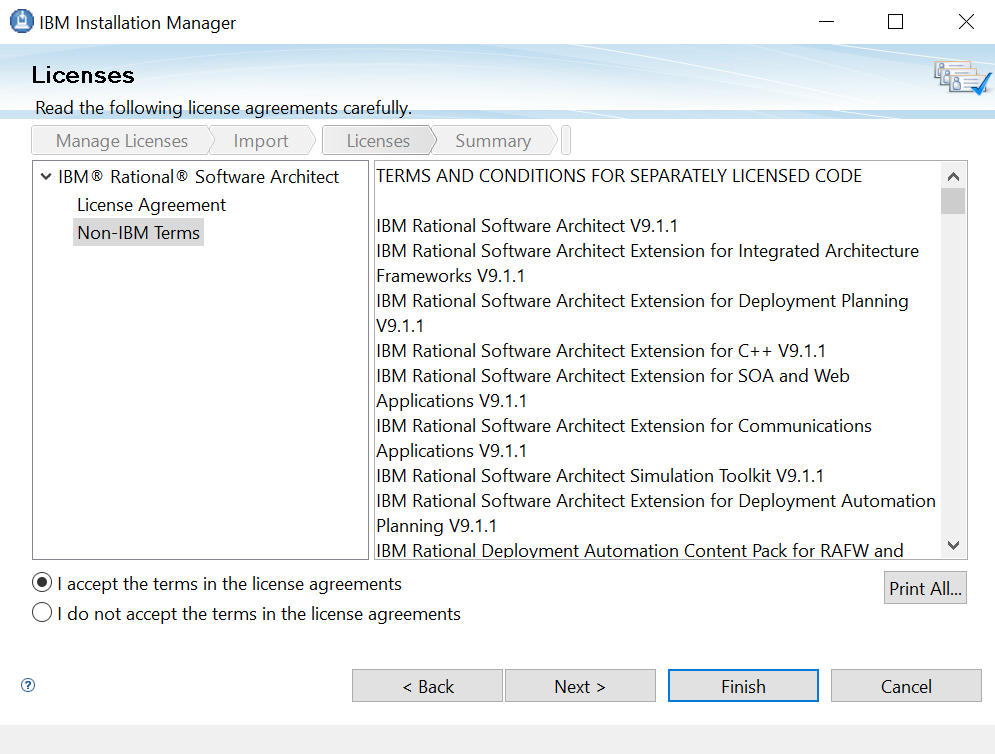 IBM Installation Manager
Licenses
Read the following license agreements carefully.
Manage Licenses Import Licenses Summary
IBM® Rational® Software Architect
License Agreement
Non-IBM Terms
TERMS AND CONDITIONS FOR SEPARATELY LICENSED CODE
IBM Rational Software Architect V9.1.1
IBM Rational Software Architect Extension for Integrated Architecture
Frameworks V9.1.1
IBM Rational Software Architect Extension for Deployment Planning
V9.1.1
IBM Rational Software Architect Extension for C++ V9.1.1
IBM Rational Software Architect Extension for SOA and Web
Applications V9.1.1
IBM Rational Software Architect Extension for Communications
Applications V9.1.1
IBM Rational Software Architect Simulation Toolkit V9.1.1
IBM Rational Software Architect Extension for Deployment Automation
Planning V9.1.1
IBM Rational Deployment Automation Content Pack for RAFW and
I accept the terms in the license agreements
I do not accept the terms in the license agreements
Print All...
?
< Back Next > Finish Cancel